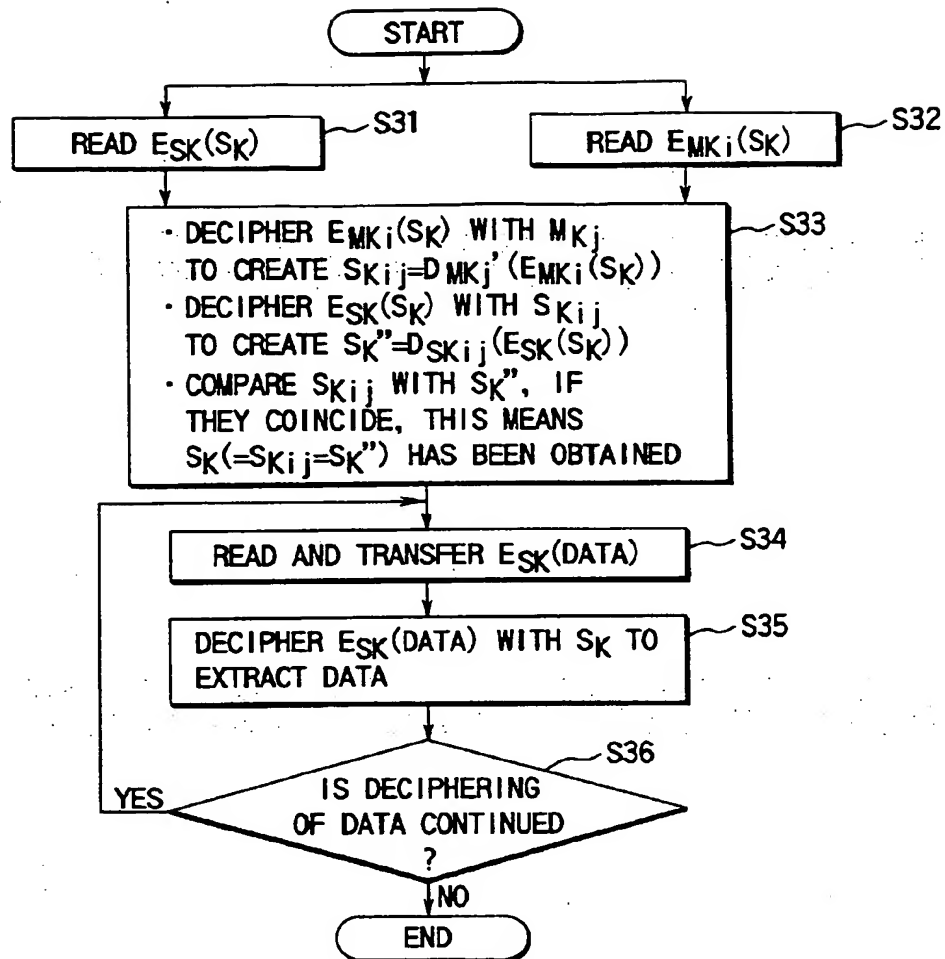 START
READ E_SK(S_K)
S31
READ E_MKi(S_K)
S32
· DECIPHER E_MKi(S_K) WITH M_Kj
TO CREATE S_Kij=D_MKj'(E_MKi(S_K))
· DECIPHER E_SK(S_K) WITH S_Kij
TO CREATE S_K"=D_SKij(E_SK(S_K))
· COMPARE S_Kij WITH S_K", IF
THEY COINCIDE, THIS MEANS
S_K(=S_Kij=S_K") HAS BEEN OBTAINED
S33
READ AND TRANSFER E_SK(DATA)
S34
DECIPHER E_SK(DATA) WITH S_K TO
EXTRACT DATA
S35
S36
IS DECIPHERING
OF DATA CONTINUED
?
YES
NO
END